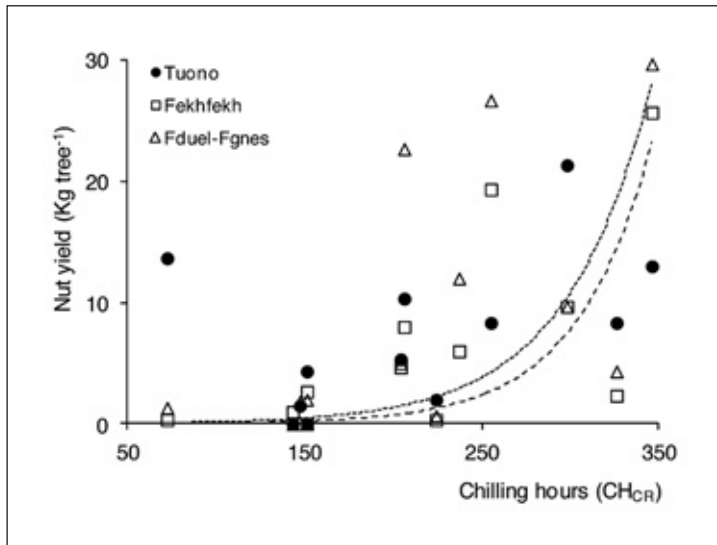 30
Tuono
Fekhfekh
Fduel-Fgnes
20
Nut yield (Kg tree⁻¹)
10
0
50
150
250
350
Chilling hours (CH_CR)